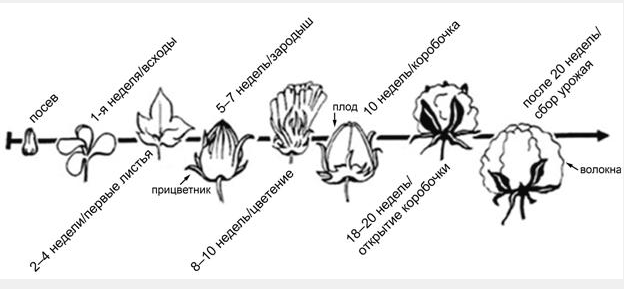 посев
1-я неделя/всходы
2–4 недели/первые листья
5–7 недель/зародыш
прицветник
8–10 недель/цветение
плод
10 недель/коробочка
18–20 недель/
открытие коробочки
после 20 недель/
сбор урожая
волокна